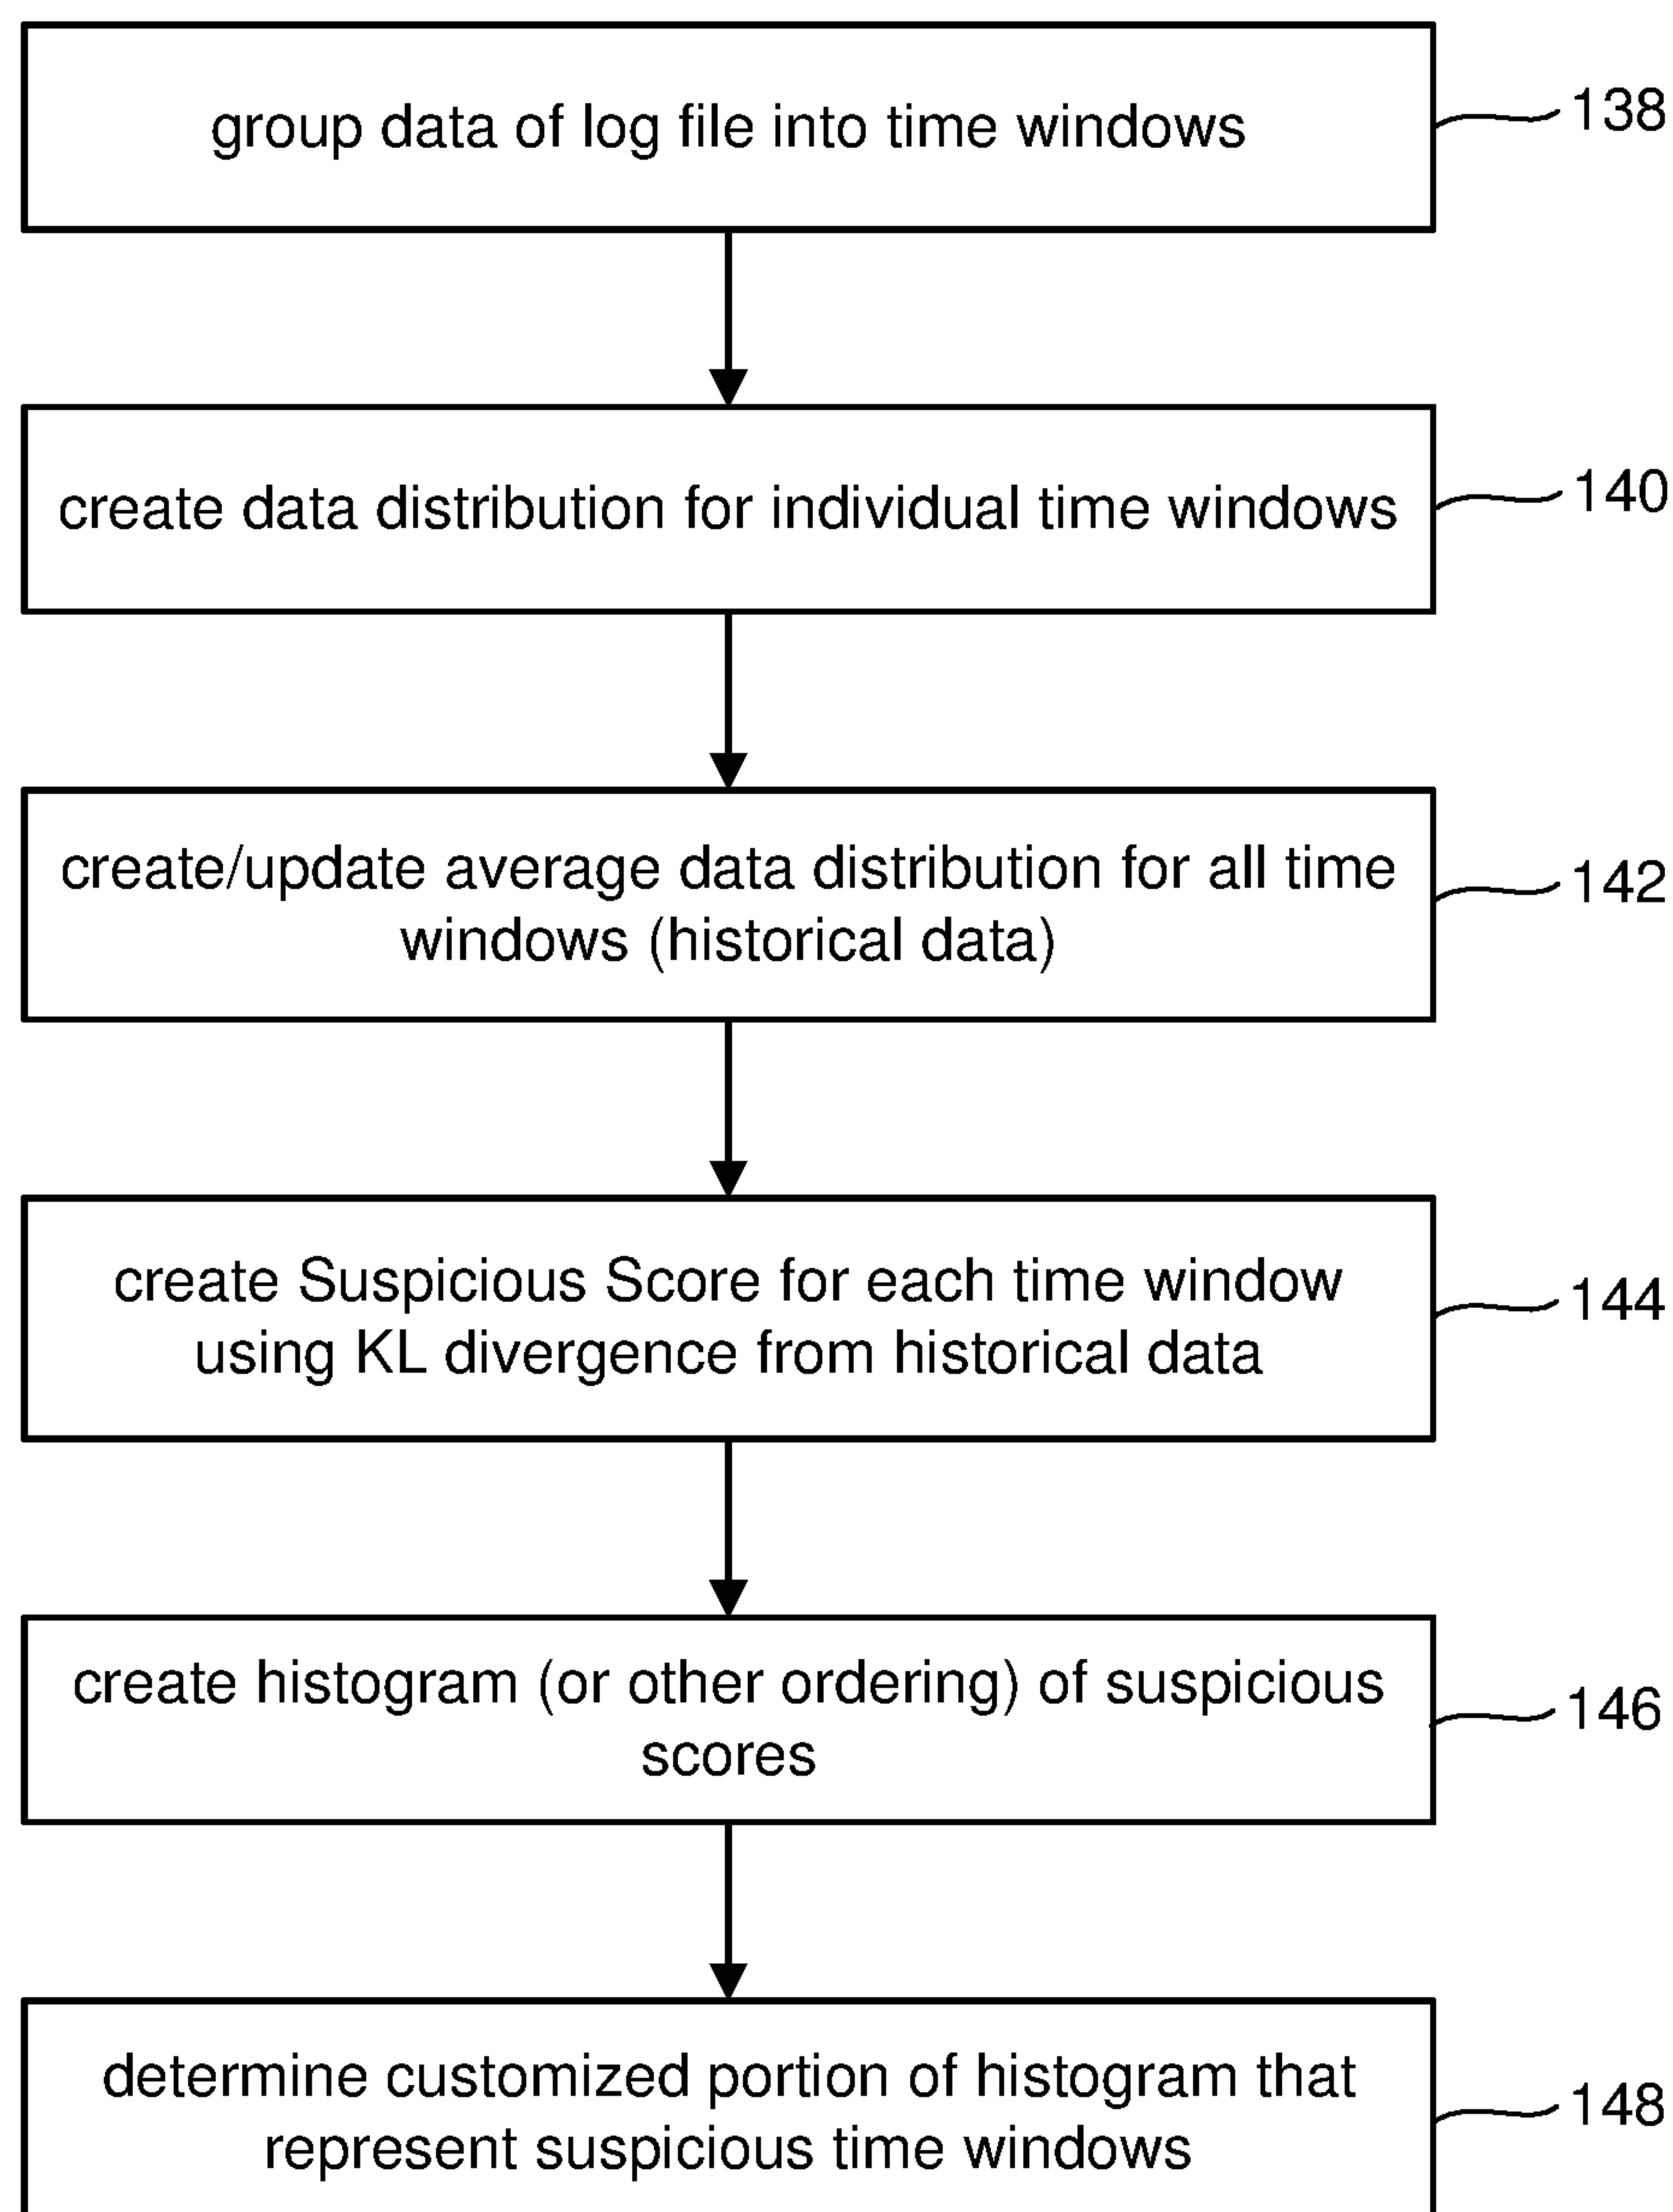 group data of log file into time windows
138
create data distribution for individual time windows
140
create/update average data distribution for all time
windows (historical data)
142
create Suspicious Score for each time window
using KL divergence from historical data
144
create histogram (or other ordering) of suspicious
scores
146
determine customized portion of histogram that
represent suspicious time windows
148